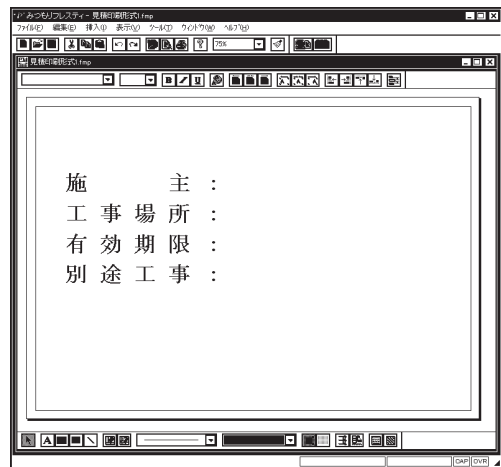 みつもりフレスティ - 見積印刷形式1.fmp
ファイル(F) 編集(E) 挿入(I) 表示(V) ツール(T) ウィンドウ(W) ヘルプ(H)
75%
見積印刷形式1.fmp
B I U
施主：
工事場所：
有効期限：
別途工事：
A
CAP OVR